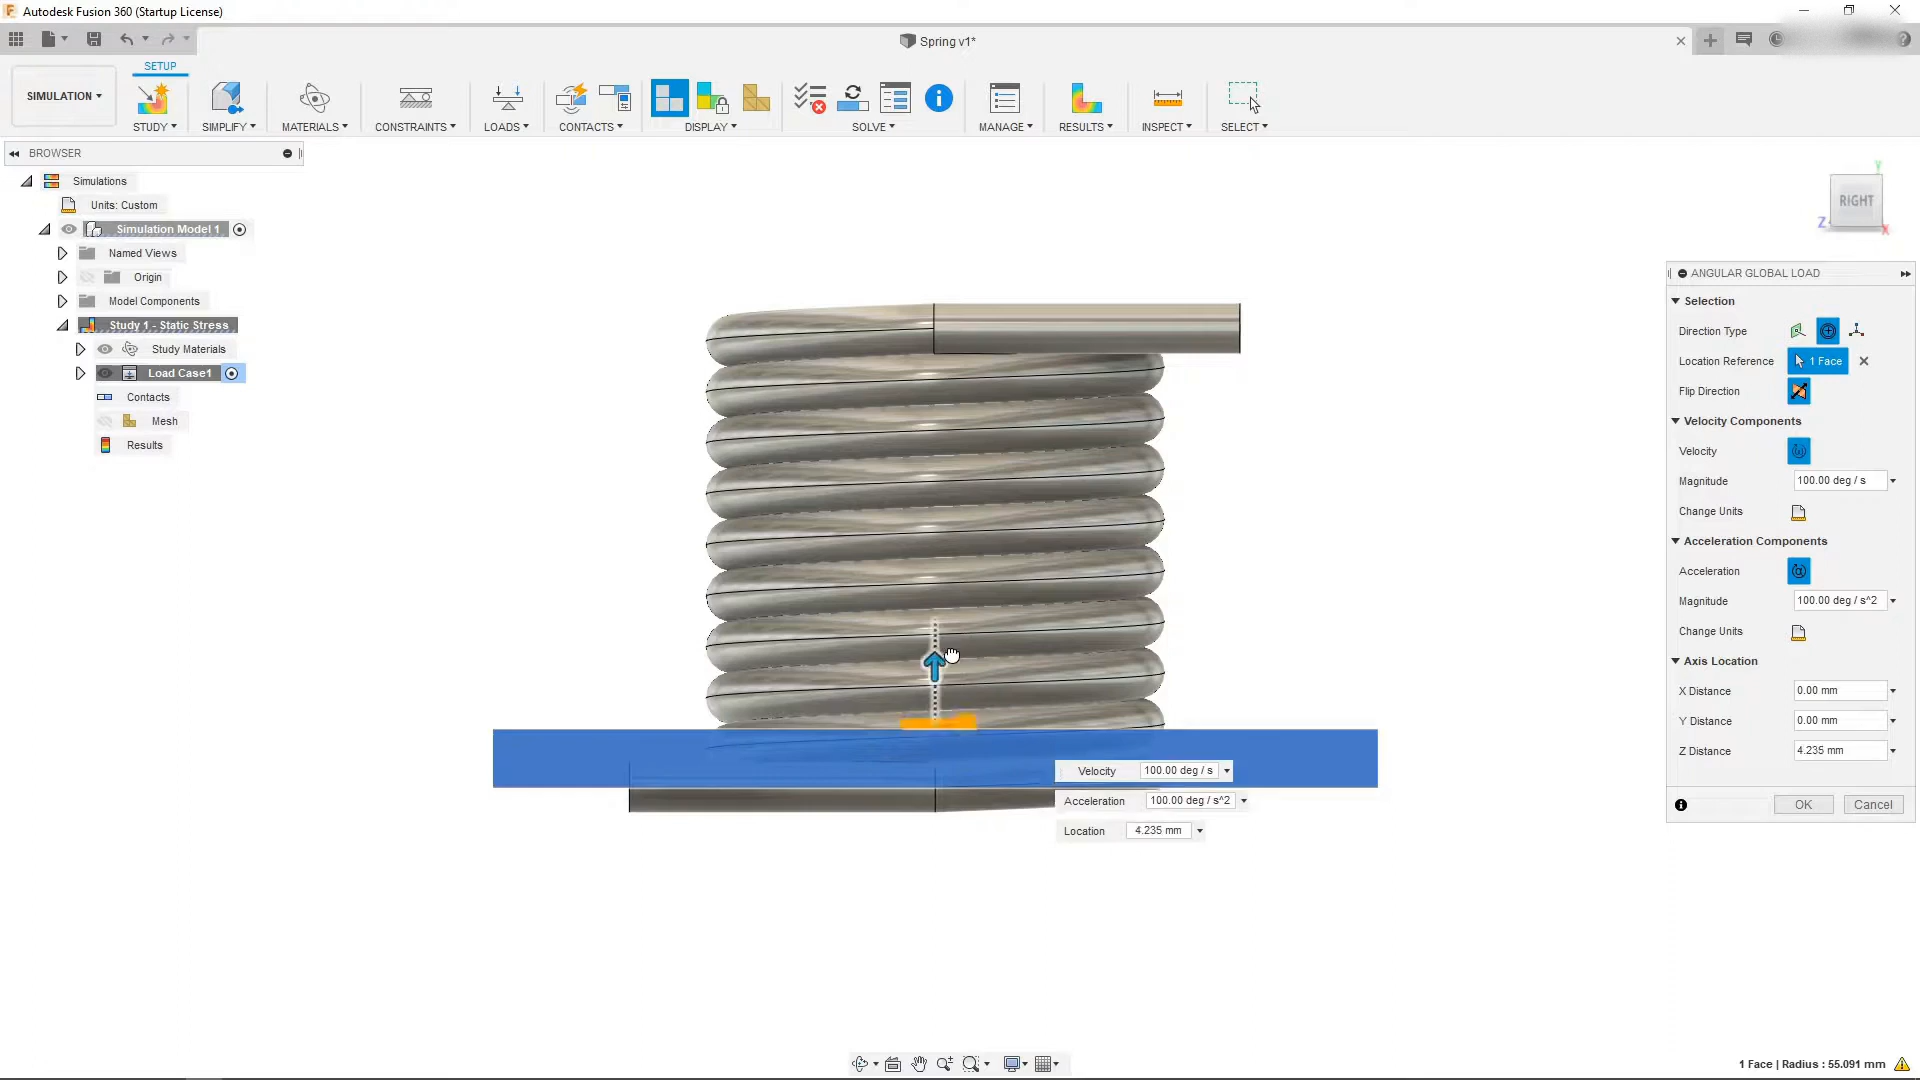 Autodesk Fusion 360 (Startup License)
Spring v1*
SETUP
SIMULATION
STUDY
SIMPLIFY
MATERIALS
CONSTRAINTS
LOADS
CONTACTS
DISPLAY
SOLVE
MANAGE
RESULTS
INSPECT
SELECT
BROWSER
Simulations
Units: Custom
Simulation Model 1
Named Views
Origin
Model Components
Study 1 - Static Stress
Study Materials
Load Case1
Contacts
Mesh
Results
Y
RIGHT
Z
X
ANGULAR GLOBAL LOAD
Selection
Direction Type
Location Reference 1 Face
Flip Direction
Velocity Components
Velocity
Magnitude 100.00 deg / s
Change Units
Acceleration Components
Acceleration
Magnitude 100.00 deg / s^2
Change Units
Axis Location
X Distance 0.00 mm
Y Distance 0.00 mm
Z Distance 4.235 mm
OK Cancel
Velocity 100.00 deg / s
Acceleration 100.00 deg / s^2
Location 4.235 mm
1 Face | Radius : 55.091 mm